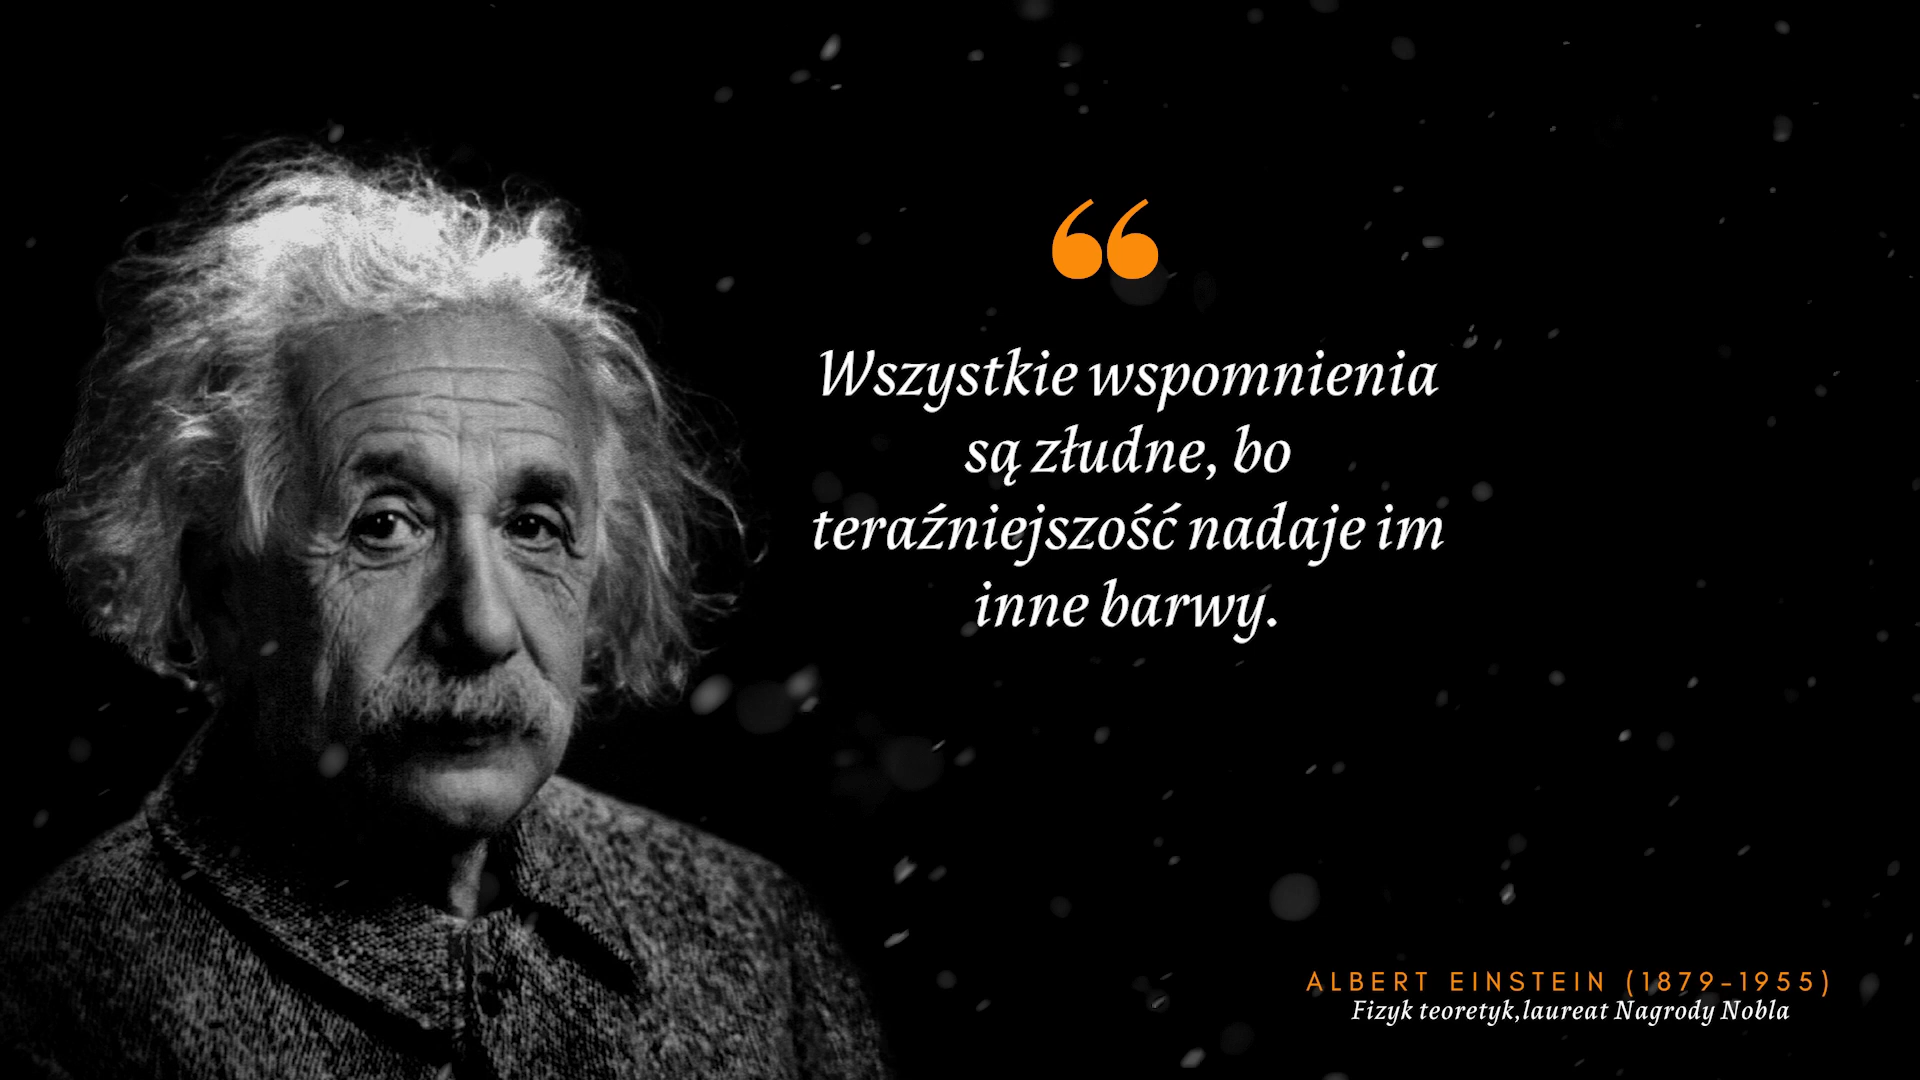 Wszystkie wspomnienia
są złudne, bo
teraźniejszość nadaje im
inne barwy.
ALBERT EINSTEIN (1879-1955)
Fizyk teoretyk,laureat Nagrody Nobla